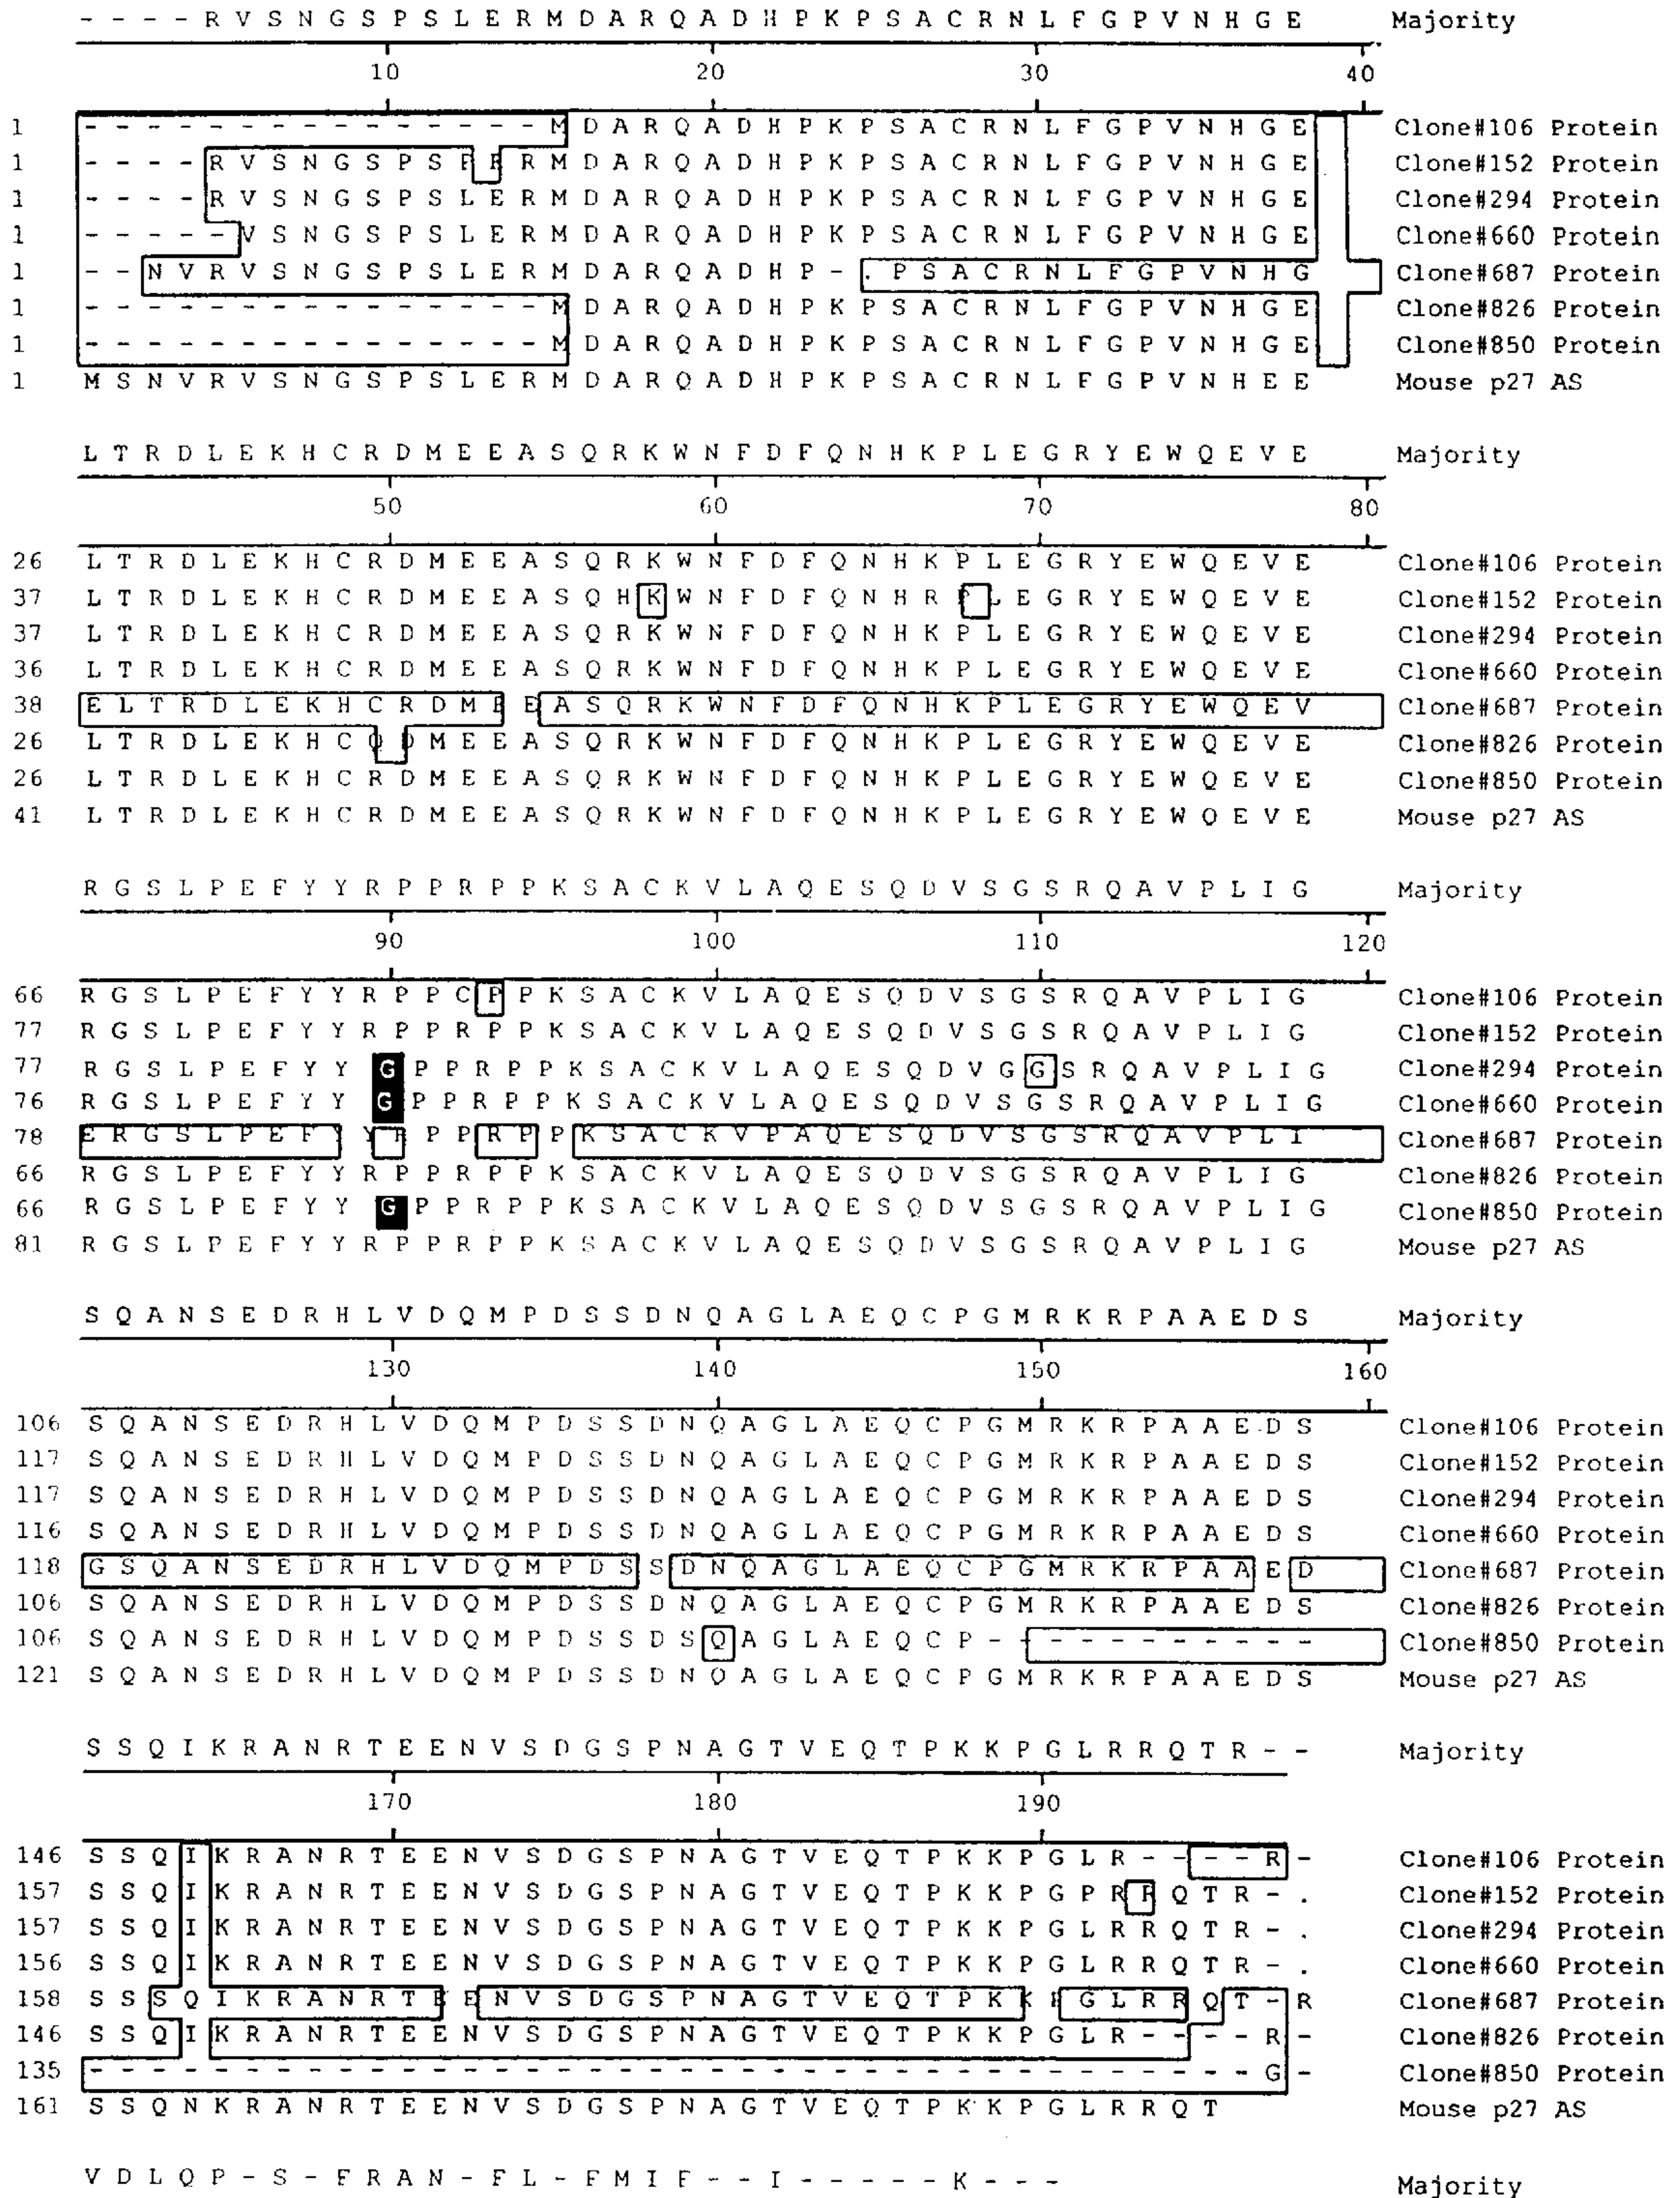 - - - - R V S N G S P S L E R M D A R Q A D H P K P S A C R N L F G P V N H G E Majority
10 20 30 40
1 - - - - - - - - - - - - - - - M D A R Q A D H P K P S A C R N L F G P V N H G E Clone#106 Protein
1 - - - - R V S N G S P S F R R M D A R Q A D H P K P S A C R N L F G P V N H G E Clone#152 Protein
1 - - - - R V S N G S P S L E R M D A R Q A D H P K P S A C R N L F G P V N H G E Clone#294 Protein
1 - - - - - V S N G S P S L E R M D A R Q A D H P K P S A C R N L F G P V N H G E Clone#660 Protein
1 - - N V R V S N G S P S L E R M D A R Q A D H P - . P S A C R N L F G P V N H G Clone#687 Protein
1 - - - - - - - - - - - - - - - M D A R Q A D H P K P S A C R N L F G P V N H G E Clone#826 Protein
1 - - - - - - - - - - - - - - - M D A R Q A D H P K P S A C R N L F G P V N H G E Clone#850 Protein
1 M S N V R V S N G S P S L E R M D A R Q A D H P K P S A C R N L F G P V N H E E Mouse p27 AS
L T R D L E K H C R D M E E A S Q R K W N F D F Q N H K P L E G R Y E W Q E V E Majority
50 60 70 80
26 L T R D L E K H C R D M E E A S Q R K W N F D F Q N H K P L E G R Y E W Q E V E Clone#106 Protein
37 L T R D L E K H C R D M E E A S Q H K W N F D F Q N H R P L E G R Y E W Q E V E Clone#152 Protein
37 L T R D L E K H C R D M E E A S Q R K W N F D F Q N H K P L E G R Y E W Q E V E Clone#294 Protein
36 L T R D L E K H C R D M E E A S Q R K W N F D F Q N H K P L E G R Y E W Q E V E Clone#660 Protein
38 E L T R D L E K H C R D M E E A S Q R K W N F D F Q N H K P L E G R Y E W Q E V Clone#687 Protein
26 L T R D L E K H C Q D M E E A S Q R K W N F D F Q N H K P L E G R Y E W Q E V E Clone#826 Protein
26 L T R D L E K H C R D M E E A S Q R K W N F D F Q N H K P L E G R Y E W Q E V E Clone#850 Protein
41 L T R D L E K H C R D M E E A S Q R K W N F D F Q N H K P L E G R Y E W Q E V E Mouse p27 AS
R G S L P E F Y Y R P P R P P K S A C K V L A Q E S Q D V S G S R Q A V P L I G Majority
90 100 110 120
66 R G S L P E F Y Y R P P C P P K S A C K V L A Q E S Q D V S G S R Q A V P L I G Clone#106 Protein
77 R G S L P E F Y Y R P P R P P K S A C K V L A Q E S Q D V S G S R Q A V P L I G Clone#152 Protein
77 R G S L P E F Y Y G P P R P P K S A C K V L A Q E S Q D V G G S R Q A V P L I G Clone#294 Protein
76 R G S L P E F Y Y G P P R P P K S A C K V L A Q E S Q D V S G S R Q A V P L I G Clone#660 Protein
78 E R G S L P E F Y Y R P P R P P K S A C K V P A Q E S Q D V S G S R Q A V P L I Clone#687 Protein
66 R G S L P E F Y Y R P P R P P K S A C K V L A Q E S Q D V S G S R Q A V P L I G Clone#826 Protein
66 R G S L P E F Y Y G P P R P P K S A C K V L A Q E S Q D V S G S R Q A V P L I G Clone#850 Protein
81 R G S L P E F Y Y R P P R P P K S A C K V L A Q E S Q D V S G S R Q A V P L I G Mouse p27 AS
S Q A N S E D R H L V D Q M P D S S D N Q A G L A E Q C P G M R K R P A A E D S Majority
130 140 150 160
106 S Q A N S E D R H L V D Q M P D S S D N Q A G L A E Q C P G M R K R P A A E D S Clone#106 Protein
117 S Q A N S E D R H L V D Q M P D S S D N Q A G L A E Q C P G M R K R P A A E D S Clone#152 Protein
117 S Q A N S E D R H L V D Q M P D S S D N Q A G L A E Q C P G M R K R P A A E D S Clone#294 Protein
116 S Q A N S E D R H L V D Q M P D S S D N Q A G L A E Q C P G M R K R P A A E D S Clone#660 Protein
118 G S Q A N S E D R H L V D Q M P D S S D N Q A G L A E Q C P G M R K R P A A E D Clone#687 Protein
106 S Q A N S E D R H L V D Q M P D S S D N Q A G L A E Q C P G M R K R P A A E D S Clone#826 Protein
106 S Q A N S E D R H L V D Q M P D S S D S Q A G L A E Q C P - - - - - - - - - - - Clone#850 Protein
121 S Q A N S E D R H L V D Q M P D S S D N Q A G L A E Q C P G M R K R P A A E D S Mouse p27 AS
S S Q I K R A N R T E E N V S D G S P N A G T V E Q T P K K P G L R R Q T R - - Majority
170 180 190
146 S S Q I K R A N R T E E N V S D G S P N A G T V E Q T P K K P G L R - - - - R - Clone#106 Protein
157 S S Q I K R A N R T E E N V S D G S P N A G T V E Q T P K K P G P R R Q T R - . Clone#152 Protein
157 S S Q I K R A N R T E E N V S D G S P N A G T V E Q T P K K P G L R R Q T R - . Clone#294 Protein
156 S S Q I K R A N R T E E N V S D G S P N A G T V E Q T P K K P G L R R Q T R - . Clone#660 Protein
158 S S S Q I K R A N R T E E N V S D G S P N A G T V E Q T P K K P G L R R Q T - R Clone#687 Protein
146 S S Q I K R A N R T E E N V S D G S P N A G T V E Q T P K K P G L R - - - - R - Clone#826 Protein
135 - - - - - - - - - - - - - - - - - - - - - - - - - - - - - - - - - - - - - - G - Clone#850 Protein
161 S S Q N K R A N R T E E N V S D G S P N A G T V E Q T P K K P G L R R Q T Mouse p27 AS
V D L Q P - S - F R A N - F L - F M I F - - I - - - - - K - - - Majority